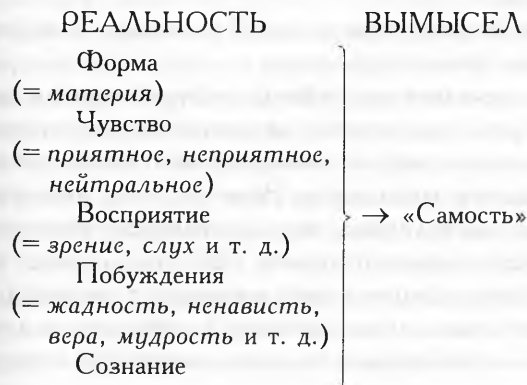 РЕАЛЬНОСТЬ ВЫМЫСЕЛ
Форма
(= материя)
Чувство
(= приятное, неприятное,
нейтральное)
Восприятие
(= зрение, слух и т. д.)
Побуждения
(= жадность, ненависть,
вера, мудрость и т. д.)
Сознание
→ «Самость»